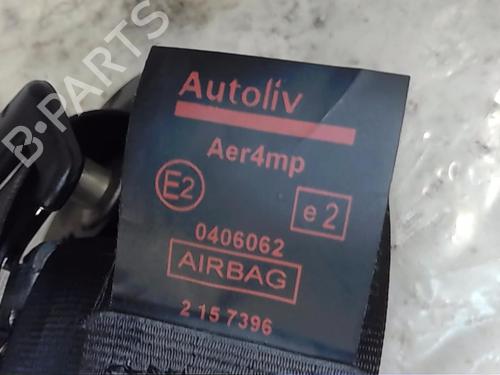 B-PARTS
Autoliv
Aer4mp
E2
e 2
0406062
AIRBAG
2 15 7396